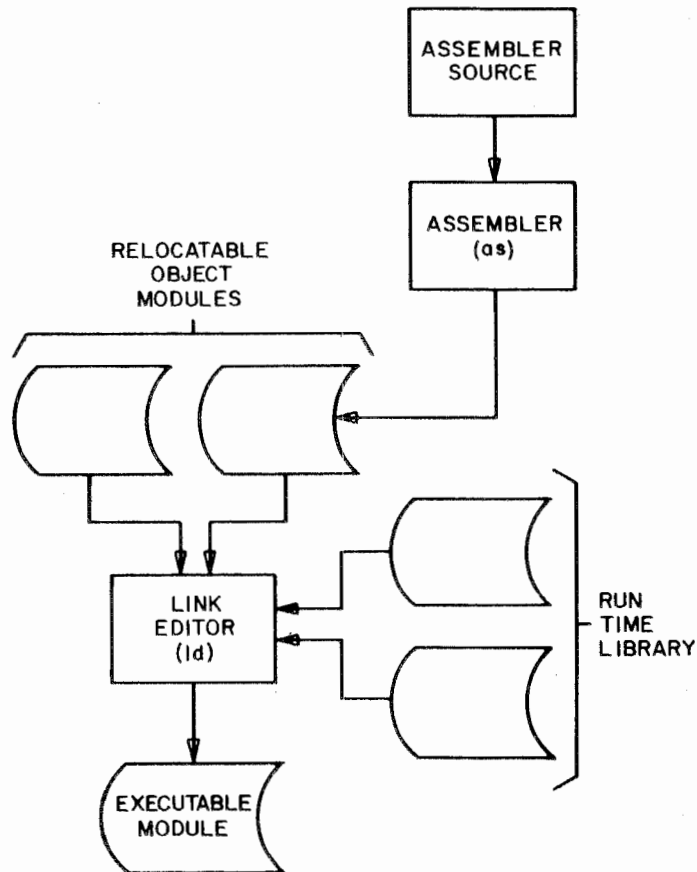 ASSEMBLER
SOURCE
ASSEMBLER
(as)
RELOCATABLE
OBJECT
MODULES
LINK
EDITOR
(ld)
RUN
TIME
LIBRARY
EXECUTABLE
MODULE